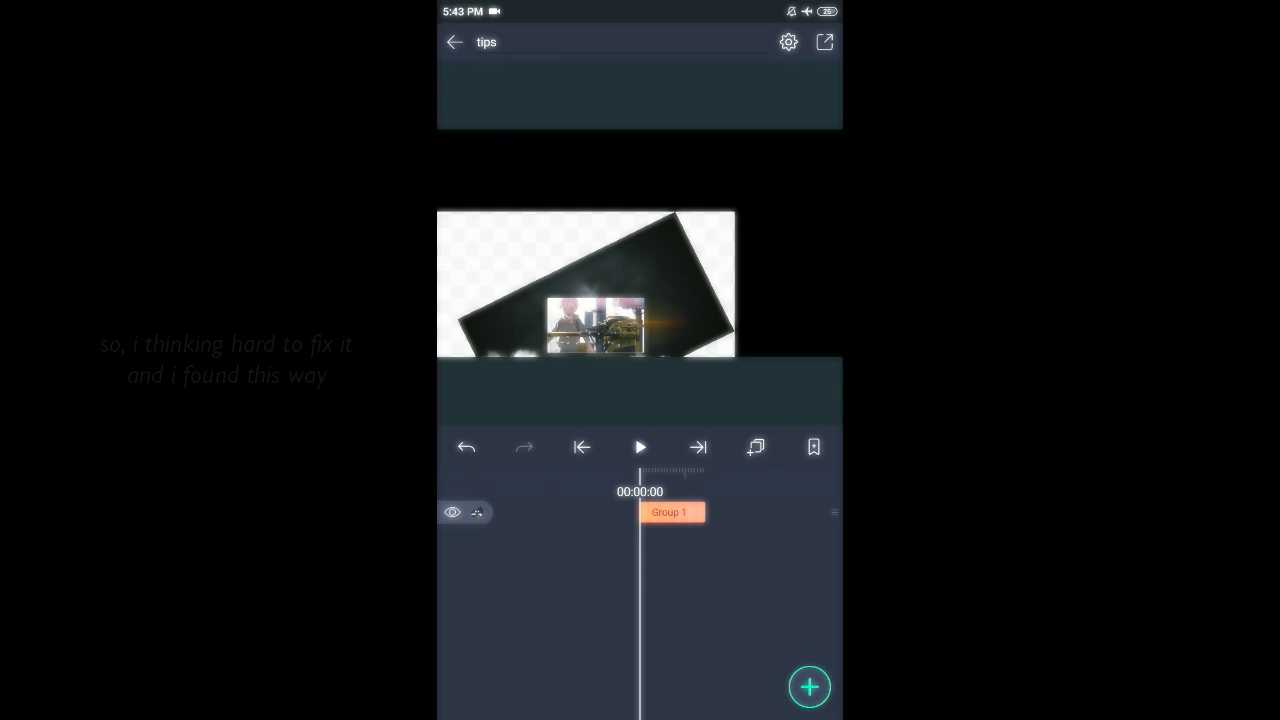 5:43 PM
25
tips
so, i thinking hard to fix it
and i found this way
00:00:00
Group 1